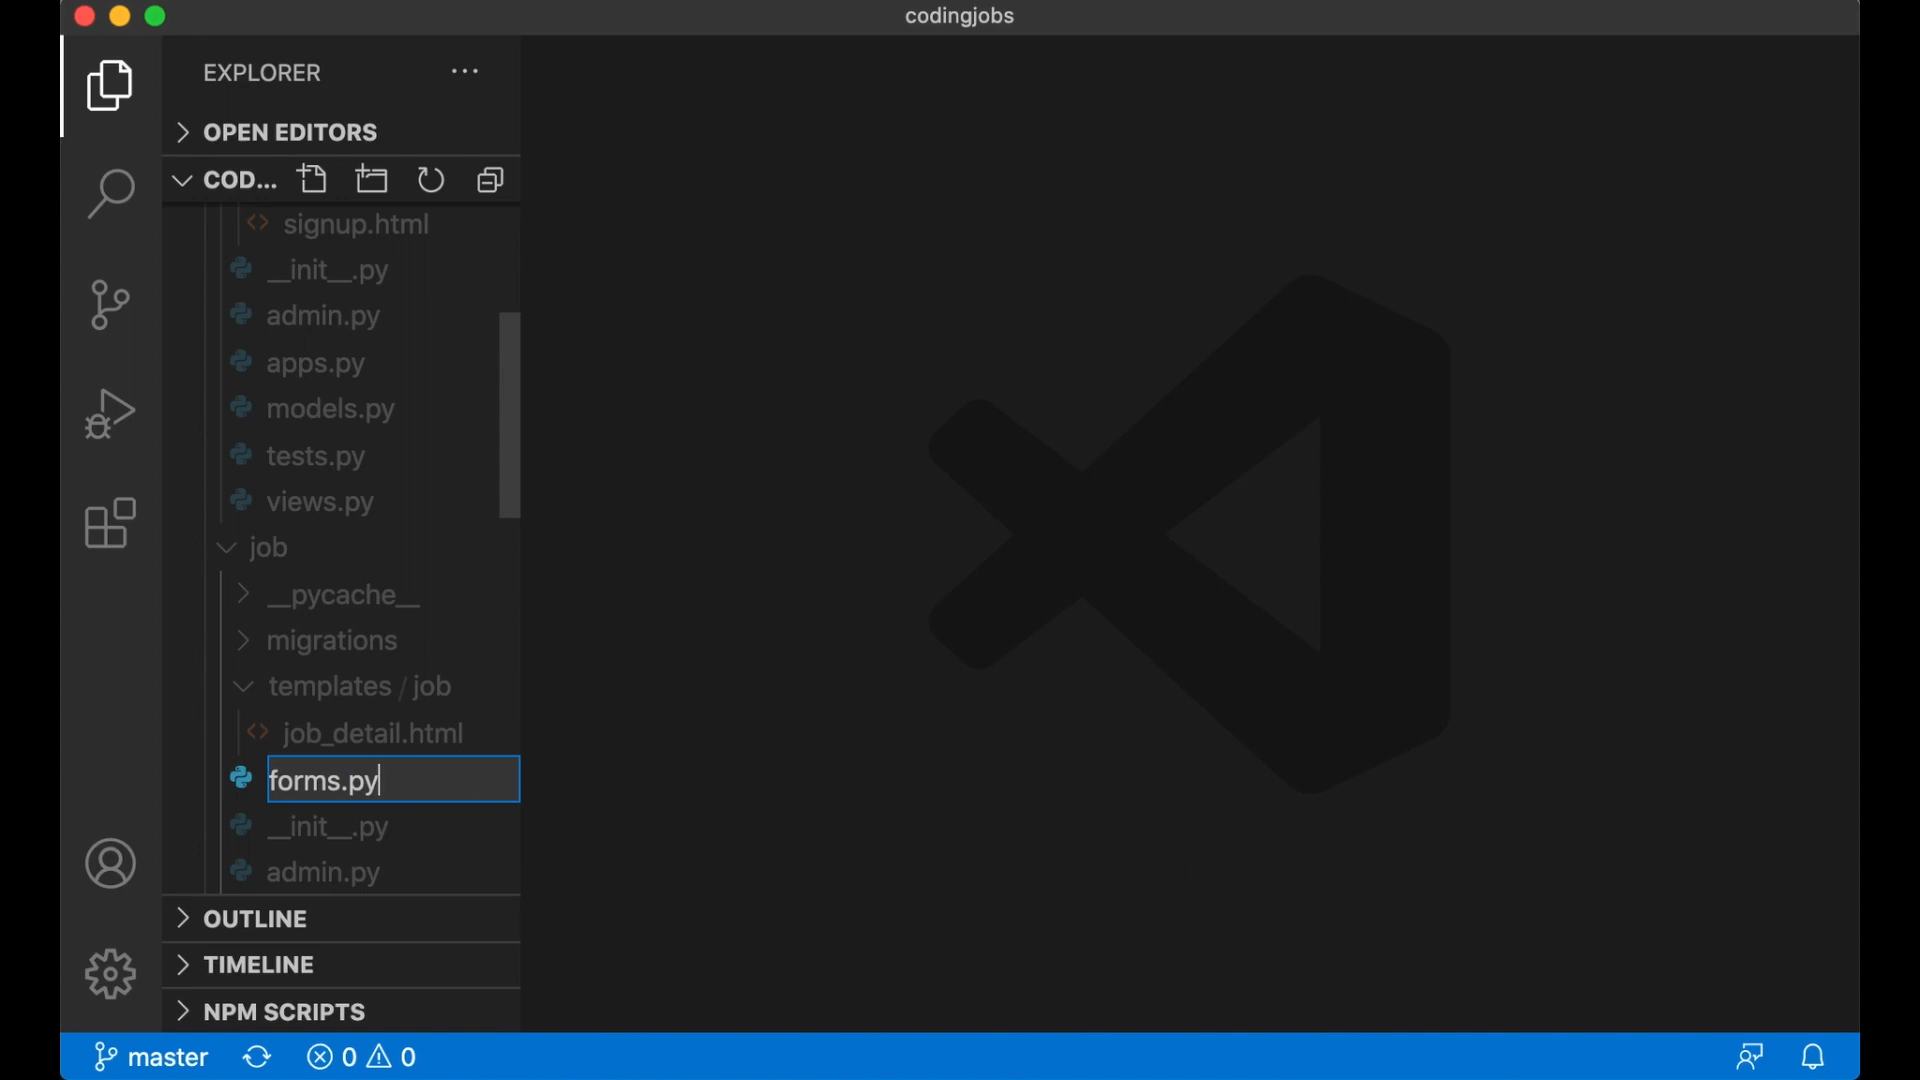 codingjobs
EXPLORER
OPEN EDITORS
COD...
signup.html
__init__.py
admin.py
apps.py
models.py
tests.py
views.py
job
__pycache__
migrations
templates / job
job_detail.html
forms.py
__init__.py
admin.py
OUTLINE
TIMELINE
NPM SCRIPTS
master 0 0